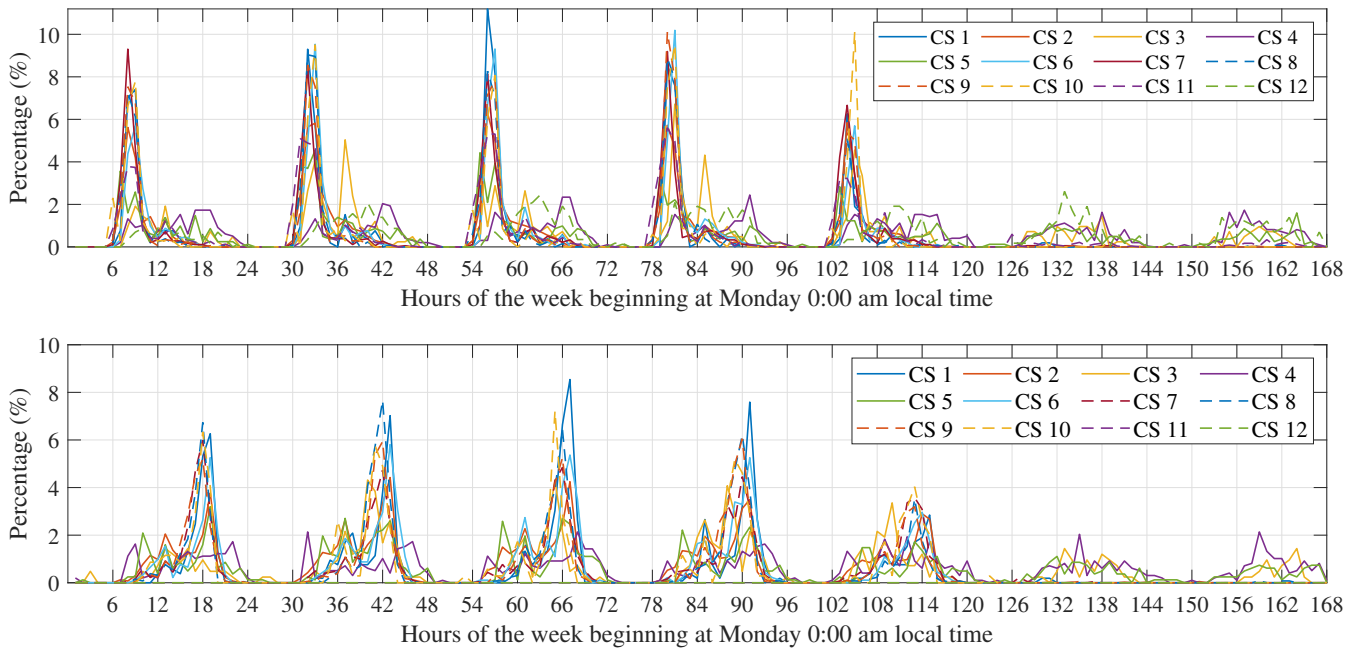 Percentage (%)
10
8
6
4
2
0
CS 1 CS 2 CS 3 CS 4
CS 5 CS 6 CS 7 CS 8
CS 9 CS 10 CS 11 CS 12
6 12 18 24 30 36 42 48 54 60 66 72 78 84 90 96 102 108 114 120 126 132 138 144 150 156 162 168
Hours of the week beginning at Monday 0:00 am local time
Percentage (%)
10
8
6
4
2
0
CS 1 CS 2 CS 3 CS 4
CS 5 CS 6 CS 7 CS 8
CS 9 CS 10 CS 11 CS 12
6 12 18 24 30 36 42 48 54 60 66 72 78 84 90 96 102 108 114 120 126 132 138 144 150 156 162 168
Hours of the week beginning at Monday 0:00 am local time